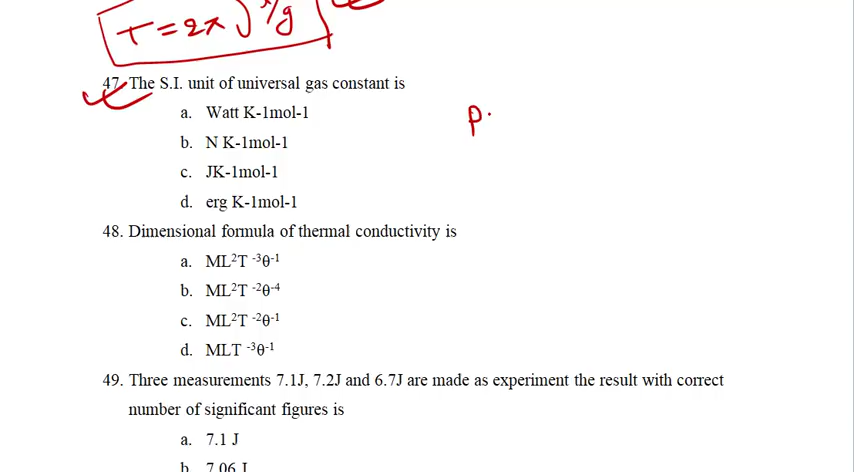 T = 2π √l/g
47. The S.I. unit of universal gas constant is
a. Watt K-1mol-1
P.
b. N K-1mol-1
c. JK-1mol-1
d. erg K-1mol-1
48. Dimensional formula of thermal conductivity is
a. ML²T ⁻³θ⁻¹
b. ML²T ⁻²θ⁻⁴
c. ML²T ⁻²θ⁻¹
d. MLT ⁻³θ⁻¹
49. Three measurements 7.1J, 7.2J and 6.7J are made as experiment the result with correct
number of significant figures is
a. 7.1 J
b. 7.06 J